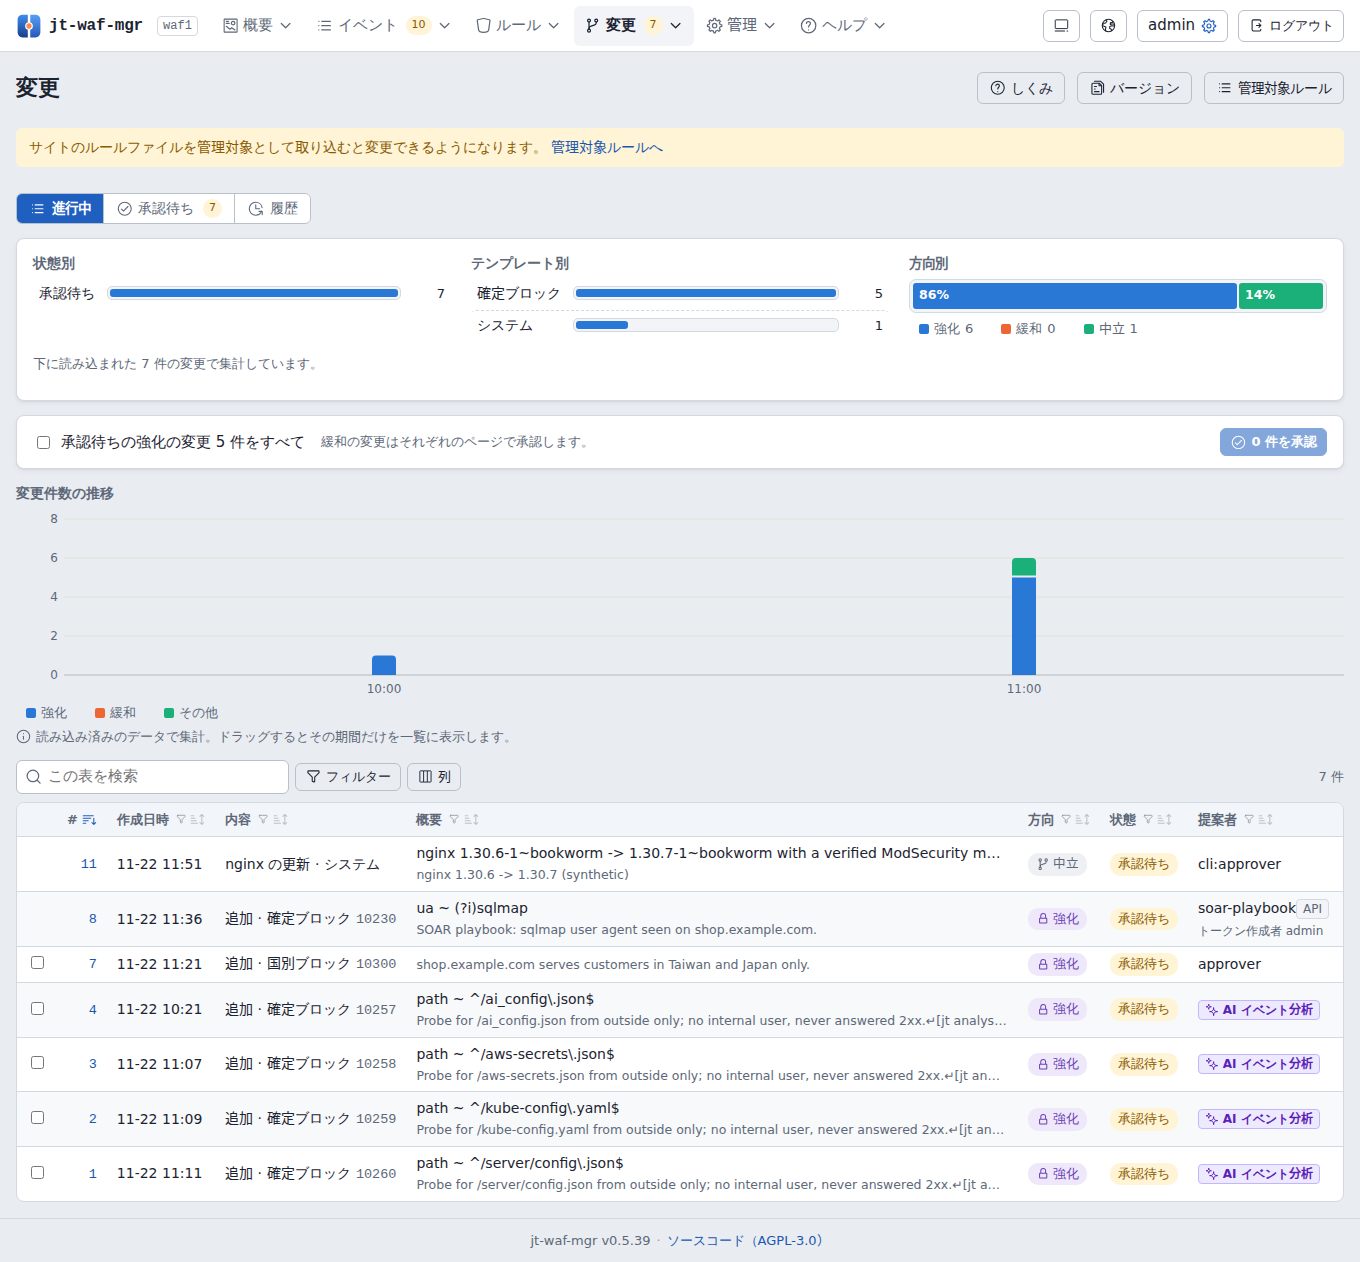 jt-waf-mgr waf1 概要 イベント 10 ルール 変更 7 管理 ヘルプ admin ログアウト
変更 しくみ バージョン 管理対象ルール
サイトのルールファイルを管理対象として取り込むと変更できるようになります。 管理対象ルールへ
進行中 承認待ち 7 履歴
状態別 テンプレート別 方向別
承認待ち 7 確定ブロック 5 86% 14%
システム 1 強化 6 緩和 0 中立 1
下に読み込まれた 7 件の変更で集計しています。
承認待ちの強化の変更 5 件をすべて 緩和の変更はそれぞれのページで承認します。 0 件を承認
変更件数の推移
8
6
4
2
0
10:00 11:00
強化 緩和 その他
読み込み済みのデータで集計。ドラッグするとその期間だけを一覧に表示します。
この表を検索 フィルター 列 7 件
# 作成日時 内容 概要 方向 状態 提案者
11 11-22 11:51 nginx の更新 · システム nginx 1.30.6-1~bookworm -> 1.30.7-1~bookworm with a verified ModSecurity m… 中立 承認待ち cli:approver
nginx 1.30.6 -> 1.30.7 (synthetic)
8 11-22 11:36 追加 · 確定ブロック 10230 ua ~ (?i)sqlmap 強化 承認待ち soar-playbook API
SOAR playbook: sqlmap user agent seen on shop.example.com. トークン作成者 admin
7 11-22 11:21 追加 · 国別ブロック 10300 shop.example.com serves customers in Taiwan and Japan only. 強化 承認待ち approver
4 11-22 10:21 追加 · 確定ブロック 10257 path ~ ^/ai_config\.json$ 強化 承認待ち AI イベント分析
Probe for /ai_config.json from outside only; no internal user, never answered 2xx.↵[jt analys…
3 11-22 11:07 追加 · 確定ブロック 10258 path ~ ^/aws-secrets\.json$ 強化 承認待ち AI イベント分析
Probe for /aws-secrets.json from outside only; no internal user, never answered 2xx.↵[jt an…
2 11-22 11:09 追加 · 確定ブロック 10259 path ~ ^/kube-config\.yaml$ 強化 承認待ち AI イベント分析
Probe for /kube-config.yaml from outside only; no internal user, never answered 2xx.↵[jt an…
1 11-22 11:11 追加 · 確定ブロック 10260 path ~ ^/server/config\.json$ 強化 承認待ち AI イベント分析
Probe for /server/config.json from outside only; no internal user, never answered 2xx.↵[jt a…
jt-waf-mgr v0.5.39 · ソースコード（AGPL-3.0）